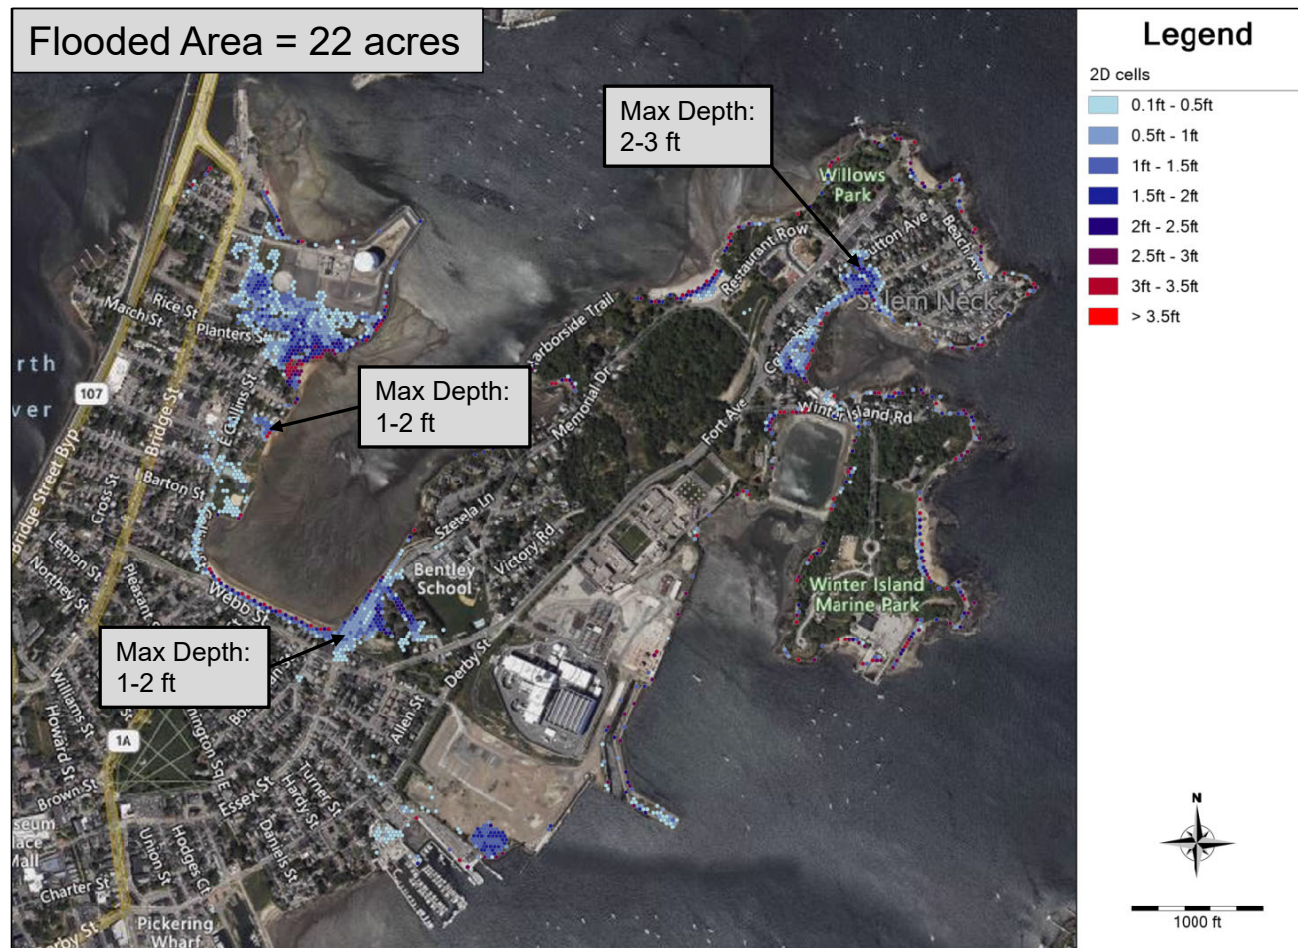 Flooded Area = 22 acres
Legend
2D cells
0.1ft - 0.5ft
0.5ft - 1ft
1ft - 1.5ft
1.5ft - 2ft
2ft - 2.5ft
2.5ft - 3ft
3ft - 3.5ft
> 3.5ft
Max Depth:
2-3 ft
Willows
Park
Restaurant Row
Sutton Ave
Beach Ave
Salem Neck
Rice St
March St
Planters St
107
E Collins St
Max Depth:
1-2 ft
Memorial Dr
Fort Ave
Winter Island Rd
Bridge St
Bridge Street Byp
Barton St
Cross St
Lemon St
Northey St
Pleasant
Webb St
Szetela Ln
Victory Rd
Bentley
School
Winter Island
Marine Park
Max Depth:
1-2 ft
Derby St
Allen St
Williams St
Howard St
1A
Brown St
Essex St
Turner St
Hardy St
Daniels St
Union St
Hodges Ct
Charter St
Pickering
Wharf
N
1000 ft